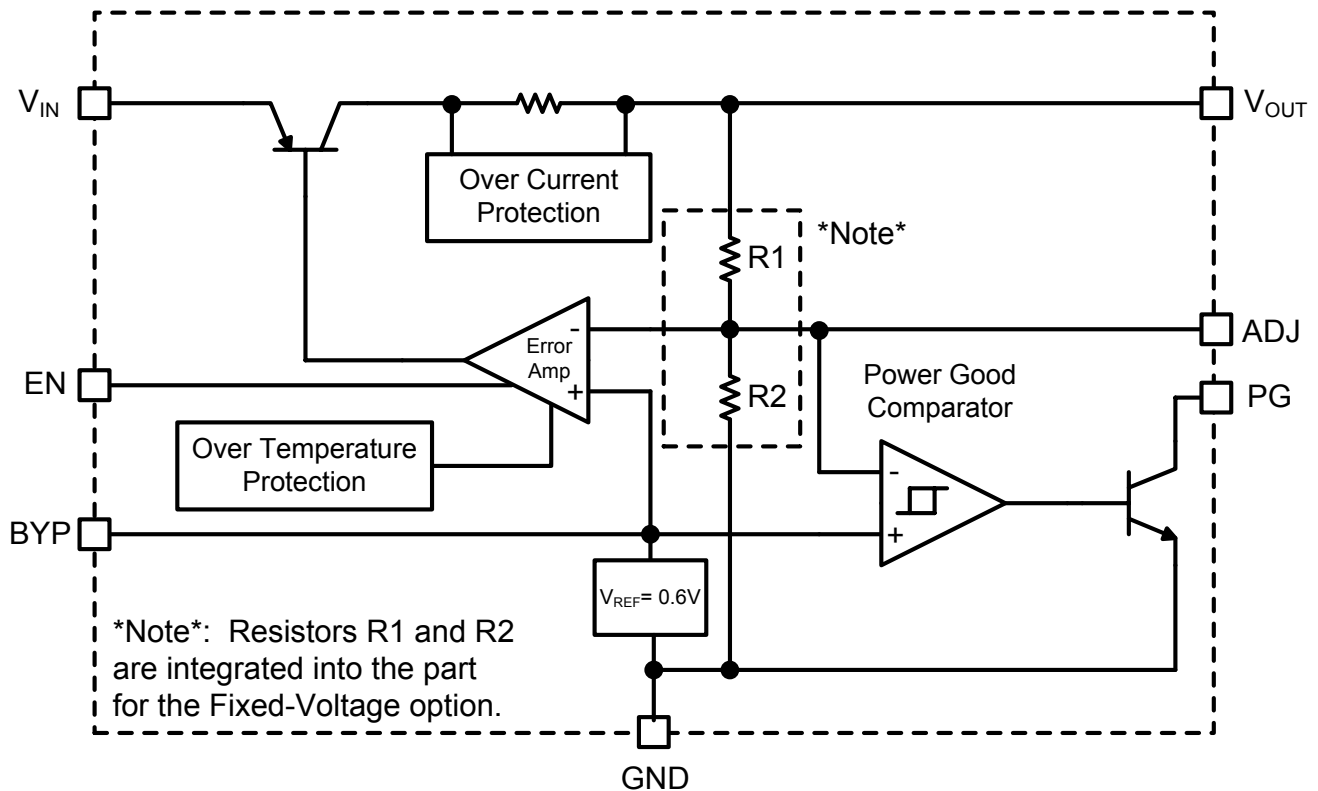 V_IN
V_OUT
Over Current
Protection
*Note*
R1
-
Error
Amp
+
ADJ
EN
R2
Power Good
Comparator
PG
Over Temperature
Protection
-
BYP
+
V_REF= 0.6V
*Note*:  Resistors R1 and R2
are integrated into the part
for the Fixed-Voltage option.
GND